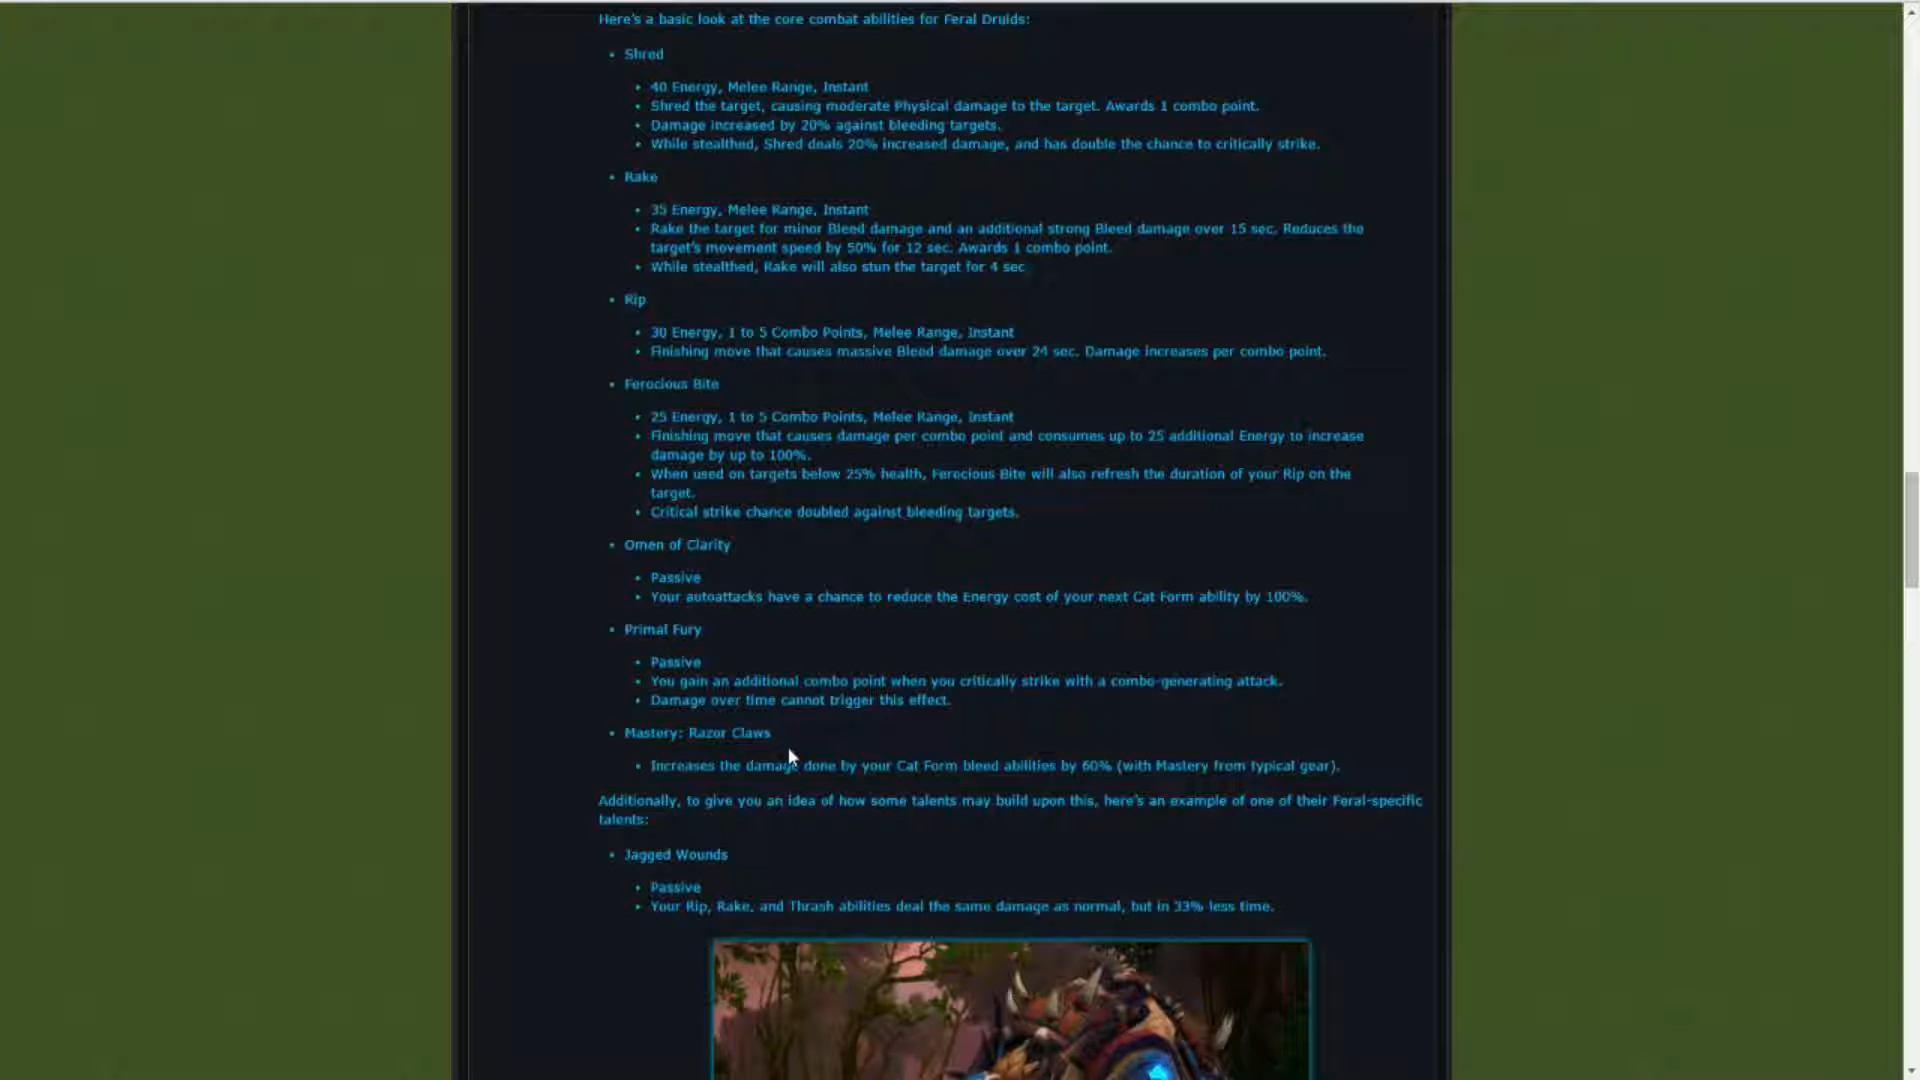 Here's a basic look at the core combat abilities for Feral Druids:
• Shred
• 40 Energy, Melee Range, Instant
• Shred the target, causing moderate Physical damage to the target. Awards 1 combo point.
• Damage increased by 20% against bleeding targets.
• While stealthed, Shred deals 20% increased damage, and has double the chance to critically strike.
• Rake
• 35 Energy, Melee Range, Instant
• Rake the target for minor Bleed damage and an additional strong Bleed damage over 15 sec. Reduces the
target's movement speed by 50% for 12 sec. Awards 1 combo point.
• While stealthed, Rake will also stun the target for 4 sec
• Rip
• 30 Energy, 1 to 5 Combo Points, Melee Range, Instant
• Finishing move that causes massive Bleed damage over 24 sec. Damage increases per combo point.
• Ferocious Bite
• 25 Energy, 1 to 5 Combo Points, Melee Range, Instant
• Finishing move that causes damage per combo point and consumes up to 25 additional Energy to increase
damage by up to 100%.
• When used on targets below 25% health, Ferocious Bite will also refresh the duration of your Rip on the
target.
• Critical strike chance doubled against bleeding targets.
• Omen of Clarity
• Passive
• Your autoattacks have a chance to reduce the Energy cost of your next Cat Form ability by 100%.
• Primal Fury
• Passive
• You gain an additional combo point when you critically strike with a combo-generating attack.
• Damage over time cannot trigger this effect.
• Mastery: Razor Claws
• Increases the damage done by your Cat Form bleed abilities by 60% (with Mastery from typical gear).
Additionally, to give you an idea of how some talents may build upon this, here's an example of one of their Feral-specific
talents:
• Jagged Wounds
• Passive
• Your Rip, Rake, and Thrash abilities deal the same damage as normal, but in 33% less time.